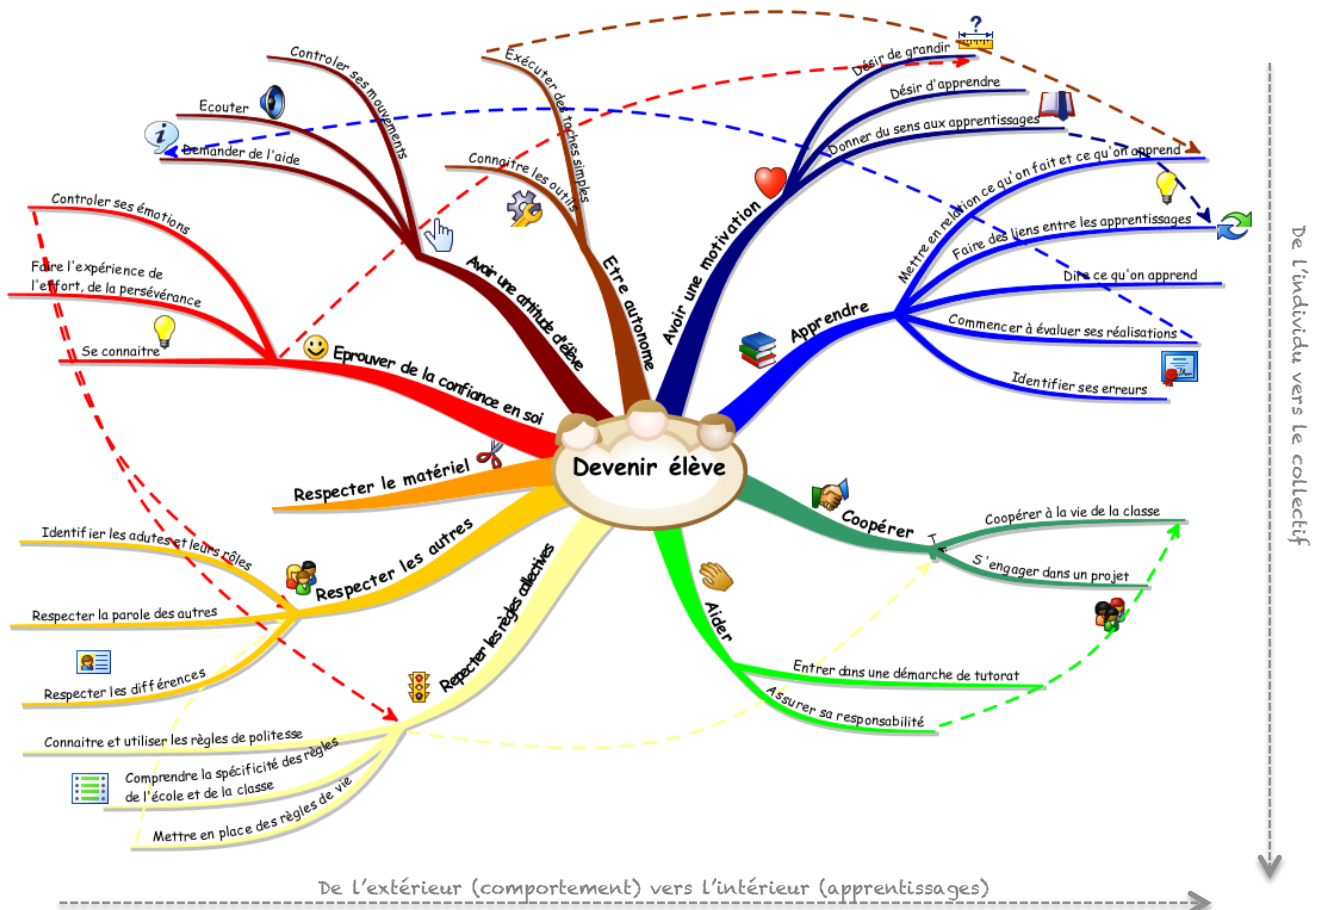 Devenir élève
Avoir une motivation
Désir de grandir
Désir d'apprendre
Donner du sens aux apprentissages
Apprendre
Mettre en relation ce qu'on fait et ce qu'on apprend
Faire des liens entre les apprentissages
Dire ce qu'on apprend
Commencer à évaluer ses réalisations
Identifier ses erreurs
Coopérer
Coopérer à la vie de la classe
S'engager dans un projet
Aider
Entrer dans une démarche de tutorat
Assurer sa responsabilité
Repecter les règles collectives
Connaitre et utiliser les règles de politesse
Comprendre la spécificité des règles
de l'école et de la classe
Mettre en place des règles de vie
Respecter les autres
Identifier les adutes et leurs rôles
Respecter la parole des autres
Respecter les différences
Respecter le matériel
Eprouver de la confiance en soi
Controler ses émotions
Faire l'expérience de
l'effort, de la persévérance
Se connaitre
Avoir une attitude d'élève
Controler ses mouvements
Ecouter
Demander de l'aide
Etre autonome
Exécuter des taches simples
Connaitre les outils
De l'individu vers le collectif
De l'extérieur (comportement) vers l'intérieur (apprentissages)